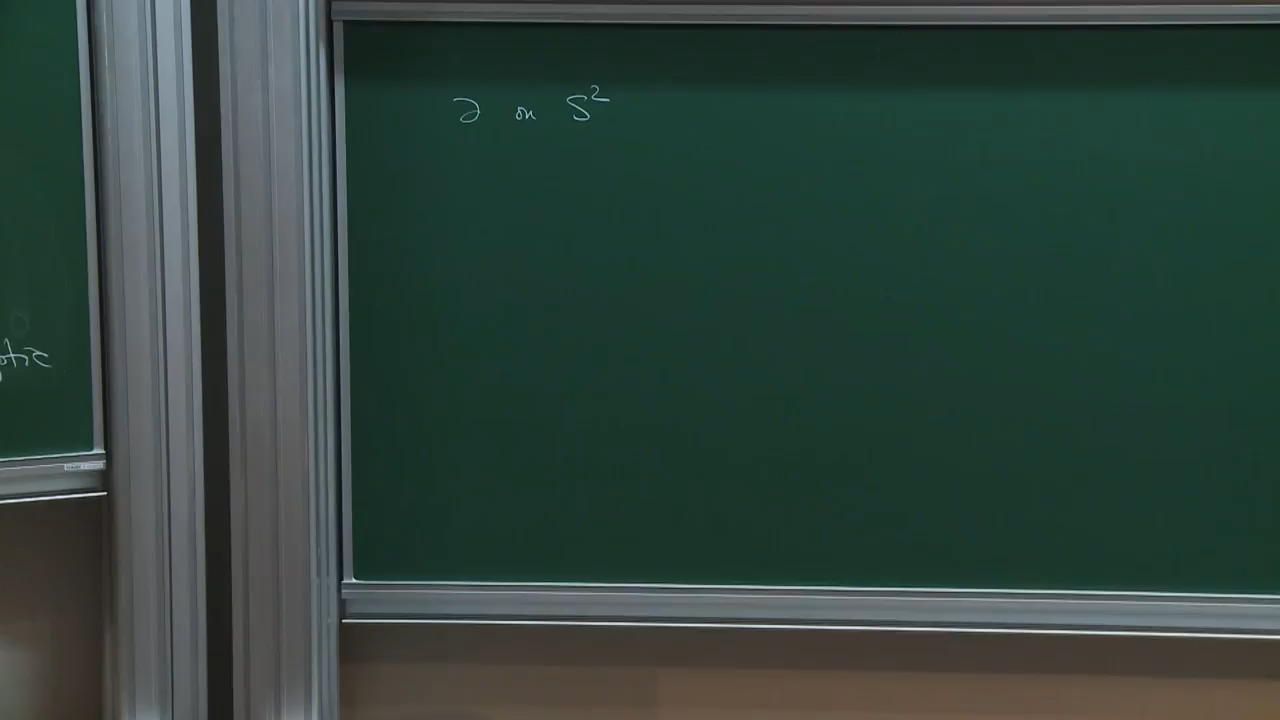 ∂ on S²